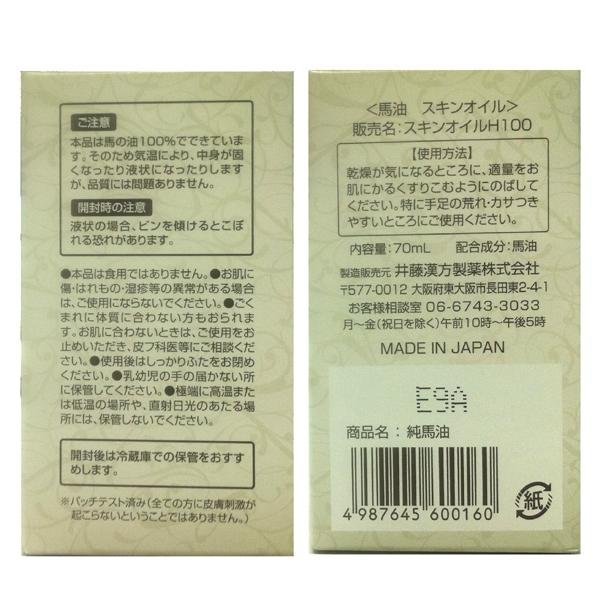 ご注意
本品は馬の油100%でできていま
す。そのため気温により、中身が固
くなったり液状になったりします
が、品質には問題ありません。
開封時の注意
液状の場合、ビンを傾けるとこぼ
れる恐れがあります。
●本品は食用ではありません。●お肌に
傷・はれもの・湿疹等の異常がある場合
は、ご使用にならないでください。●ごく
まれに体質に合わない方もおられま
す。お肌に合わないときは、ご使用をお
止めいただき、皮フ科医等にご相談くだ
さい。●使用後はしっかりふたをお閉め
ください。●乳幼児の手の届かない所
に保管してください。●極端に高温また
は低温の場所や、直射日光のあたる場
所には、保管しないでください。
開封後は冷蔵庫での保管をおすす
めします。
※パッチテスト済み(全ての方に皮膚刺激が
起こらないということではありません。)
<馬油 スキンオイル>
販売名:スキンオイルH100
【使用方法】
乾燥が気になるところに、適量をお
肌にかるくすりこむようにのばして
ください。特に手足の荒れ・カサつ
きやすいところにご使用ください。
内容量:70mL 配合成分:馬油
製造販売元 井藤漢方製薬株式会社
〒577-0012 大阪府東大阪市長田東2-4-1
お客様相談室 06-6743-3033
月~金(祝日を除く)午前10時~午後5時
MADE IN JAPAN
E9A
商品名:純馬油
4 987645 600160
紙